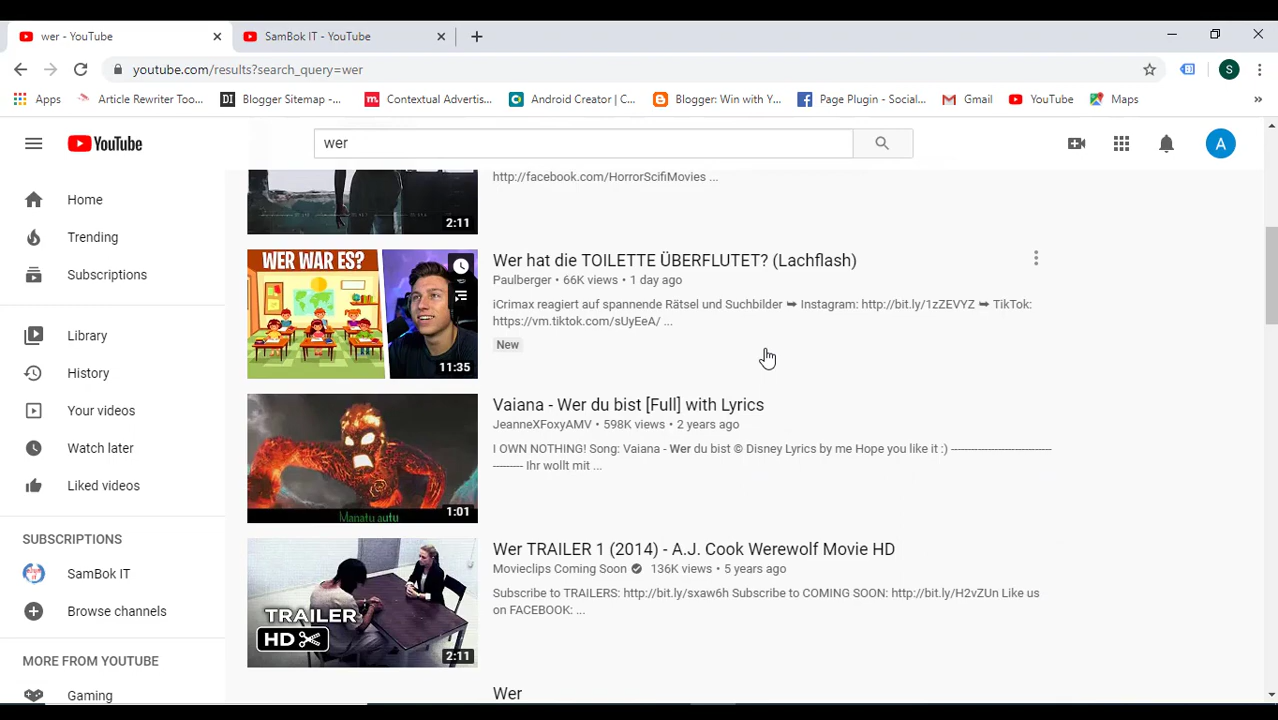 wer - YouTube
SamBok IT - YouTube
youtube.com/results?search_query=wer
S
Apps
Article Rewriter Too...
DI Blogger Sitemap -...
m Contextual Advertis...
Android Creator | C...
Blogger: Win with Y...
Page Plugin - Social...
Gmail
YouTube
Maps
»
YouTube
wer
A
Home
Trending
Subscriptions
Library
History
Your videos
Watch later
Liked videos
SUBSCRIPTIONS
SamBok IT
Browse channels
MORE FROM YOUTUBE
Gaming
2:11
http://facebook.com/HorrorScifiMovies ...
WER WAR ES?
11:35
Wer hat die TOILETTE ÜBERFLUTET? (Lachflash)
Paulberger • 66K views • 1 day ago
iCrimax reagiert auf spannende Rätsel und Suchbilder ➥ Instagram: http://bit.ly/1zZEVYZ ➥ TikTok:
https://vm.tiktok.com/sUyEeA/ ...
New
Manatu autu
1:01
Vaiana - Wer du bist [Full] with Lyrics
JeanneXFoxyAMV • 598K views • 2 years ago
I OWN NOTHING! Song: Vaiana - Wer du bist © Disney Lyrics by me Hope you like it :) -----------------------------
--------- Ihr wollt mit ...
TRAILER
HD
2:11
Wer TRAILER 1 (2014) - A.J. Cook Werewolf Movie HD
Movieclips Coming Soon 136K views • 5 years ago
Subscribe to TRAILERS: http://bit.ly/sxaw6h Subscribe to COMING SOON: http://bit.ly/H2vZUn Like us
on FACEBOOK: ...
Wer